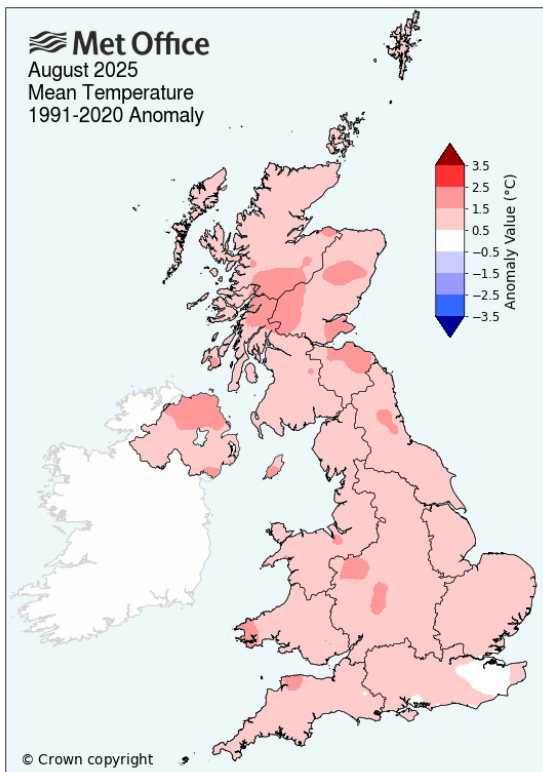 Met Office
August 2025
Mean Temperature
1991-2020 Anomaly
3.5
2.5
1.5
0.5
−0.5
−1.5
−2.5
−3.5
Anomaly Value (°C)
© Crown copyright